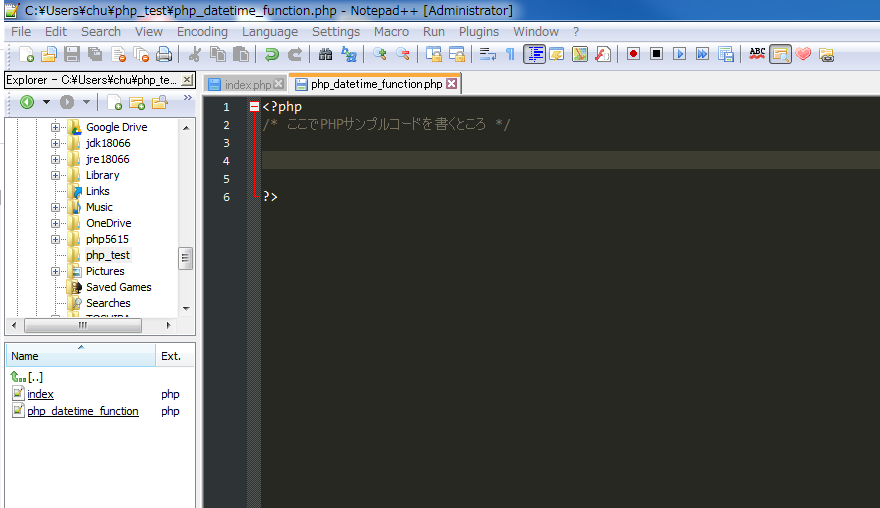 C:¥Users¥chu¥php_test¥php_datetime_function.php - Notepad++ [Administrator]
File Edit Search View Encoding Language Settings Macro Run Plugins Window ?
ABC
Explorer - C:¥Users¥chu¥php_te...
index.php
php_datetime_function.php
Google Drive
jdk18066
jre18066
Library
Links
Music
OneDrive
php5615
php_test
Pictures
Saved Games
Searches
Name Ext.
[..]
index php
php_datetime_function php
1 <?php
2 /* ここでPHPサンプルコードを書くところ */
3
4
5
6 ?>